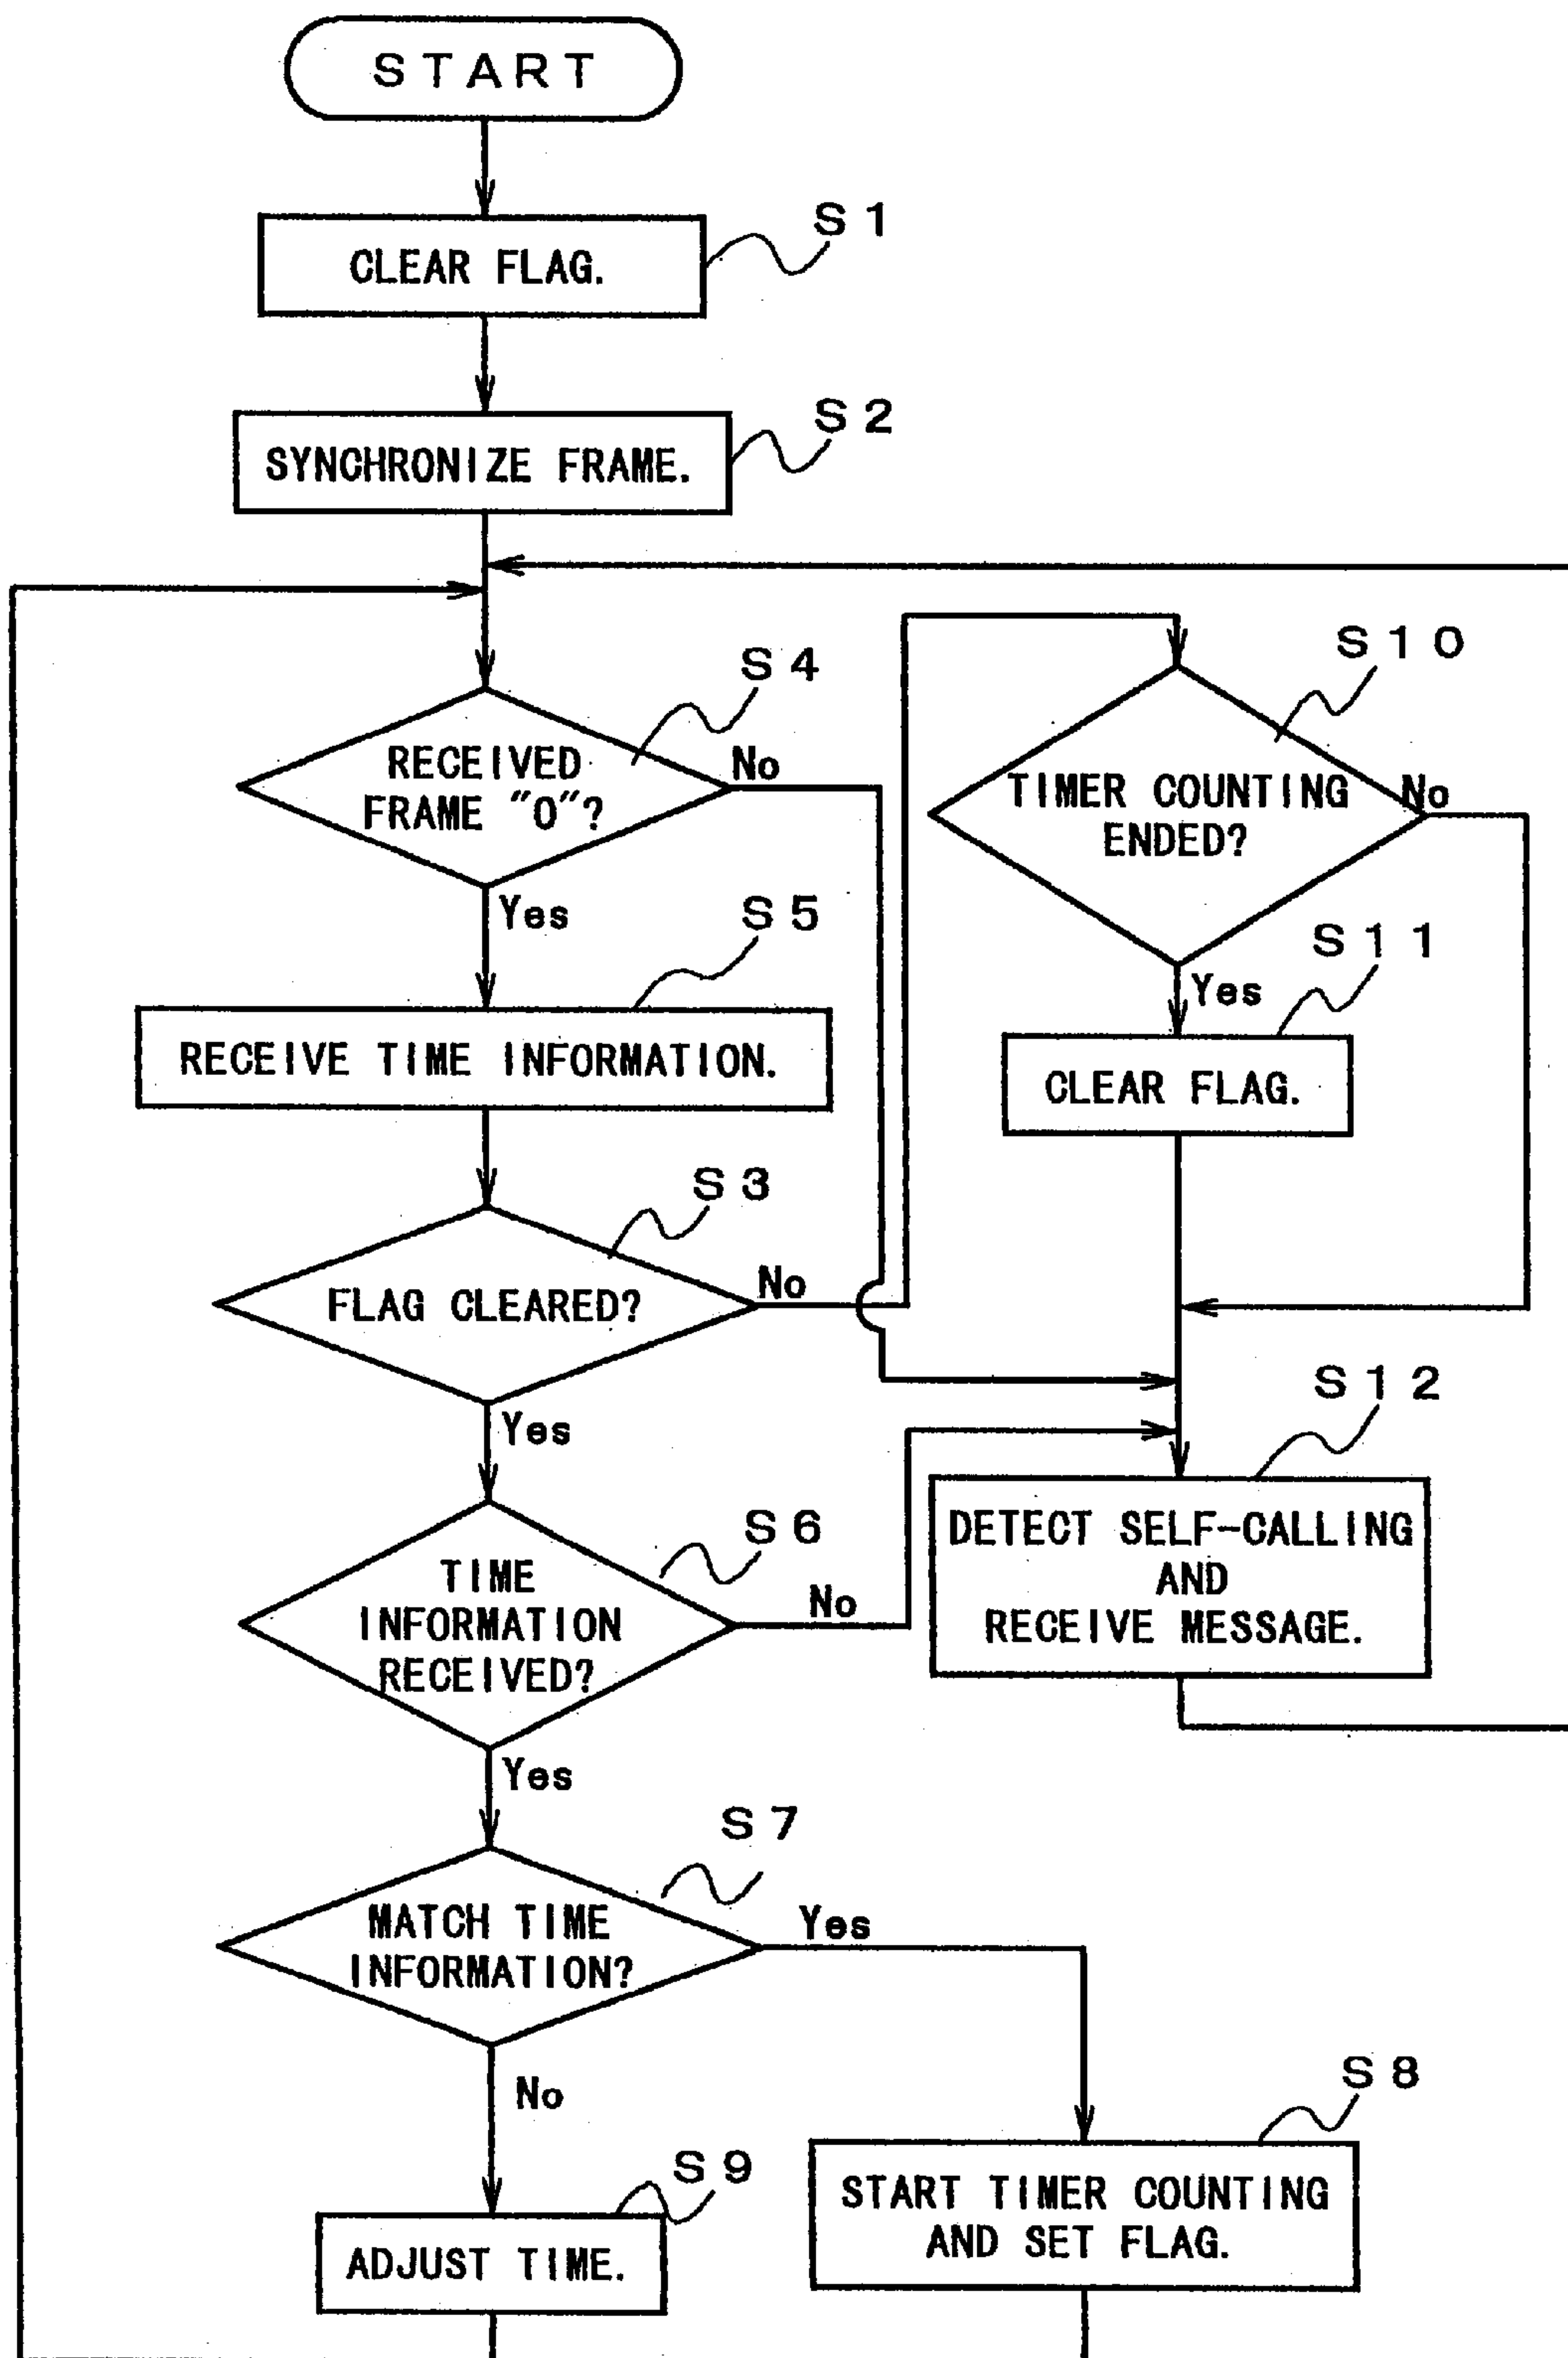 START
S1
CLEAR FLAG.
S2
SYNCHRONIZE FRAME.
S4
RECEIVED
FRAME "0"?
No
Yes
S5
RECEIVE TIME INFORMATION.
S3
FLAG CLEARED?
No
Yes
S6
TIME
INFORMATION
RECEIVED?
No
Yes
S7
MATCH TIME
INFORMATION?
Yes
No
S9
ADJUST TIME.
S8
START TIMER COUNTING
AND SET FLAG.
S10
TIMER COUNTING
ENDED?
No
Yes
S11
CLEAR FLAG.
S12
DETECT SELF-CALLING
AND
RECEIVE MESSAGE.